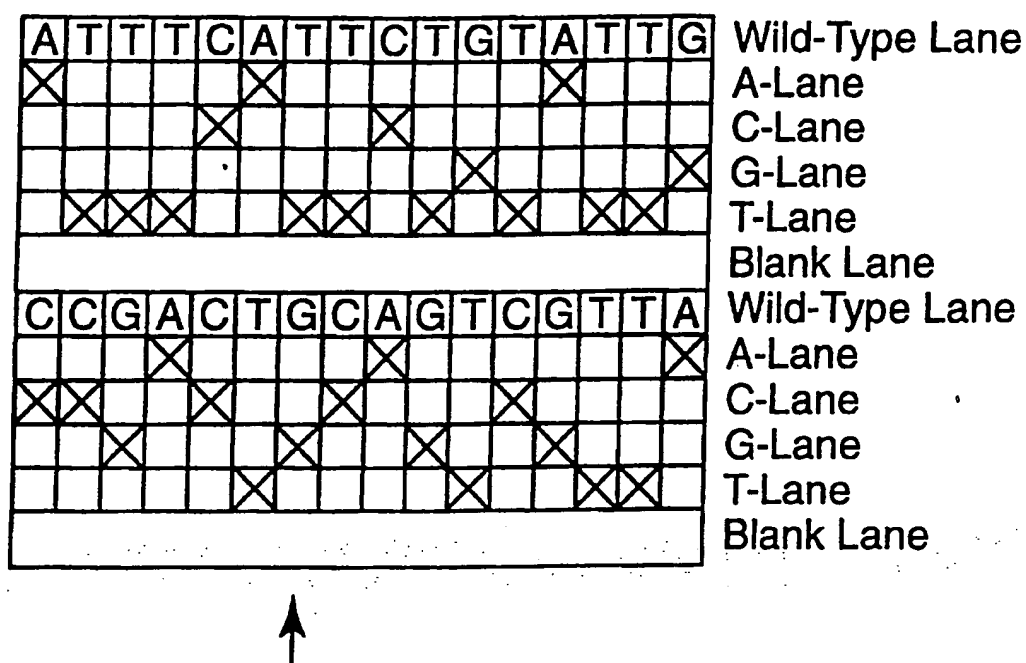 A T T T C A T T C T G T A T T G Wild-Type Lane
A-Lane
C-Lane
G-Lane
T-Lane
Blank Lane
C C G A C T G C A G T C G T T A Wild-Type Lane
A-Lane
C-Lane
G-Lane
T-Lane
Blank Lane